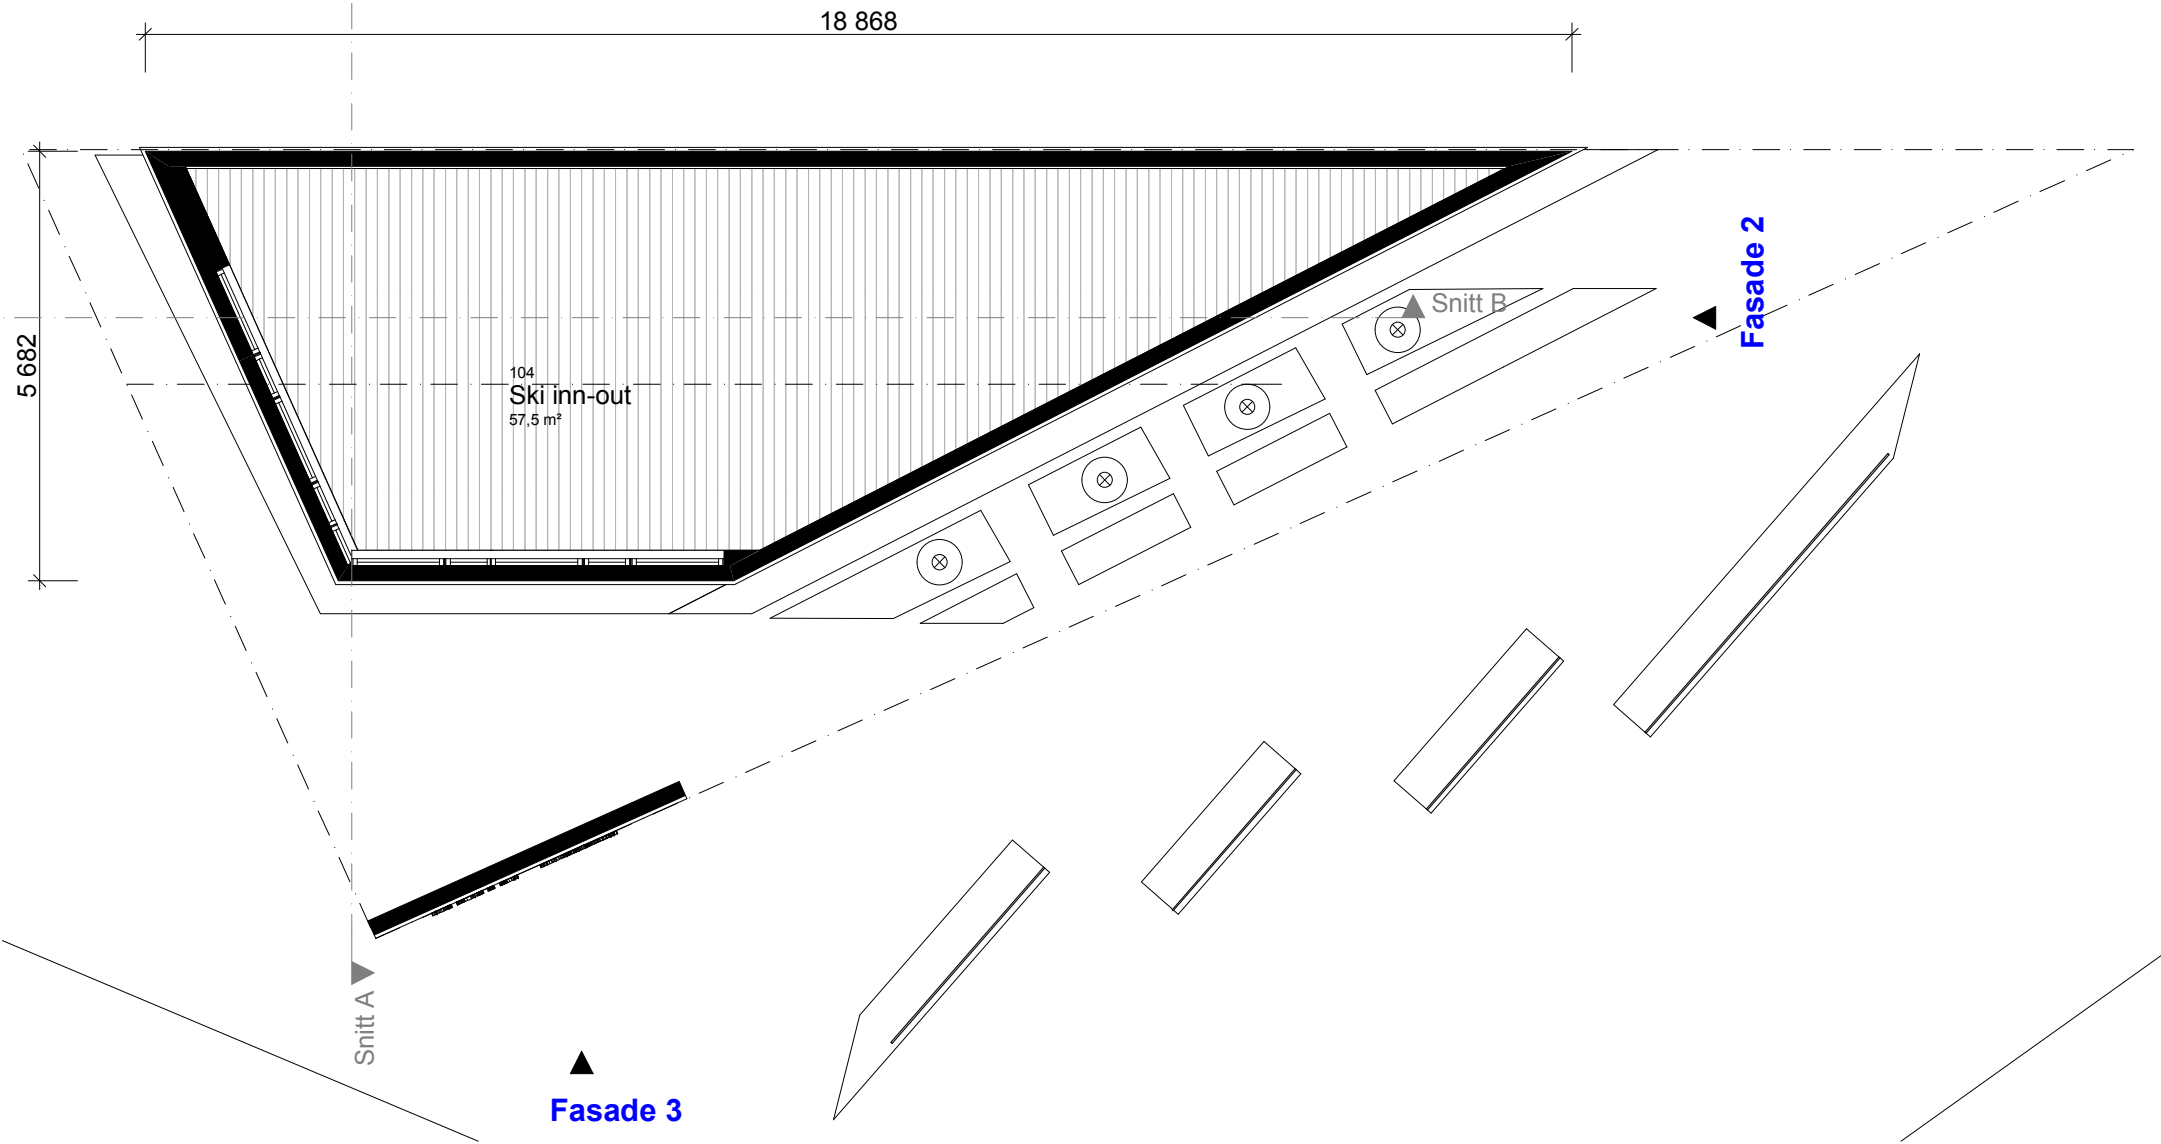 18 868
Fasade 2
Snitt B
5 682
104
Ski inn-out
57,5 m²
Snitt A
Fasade 3